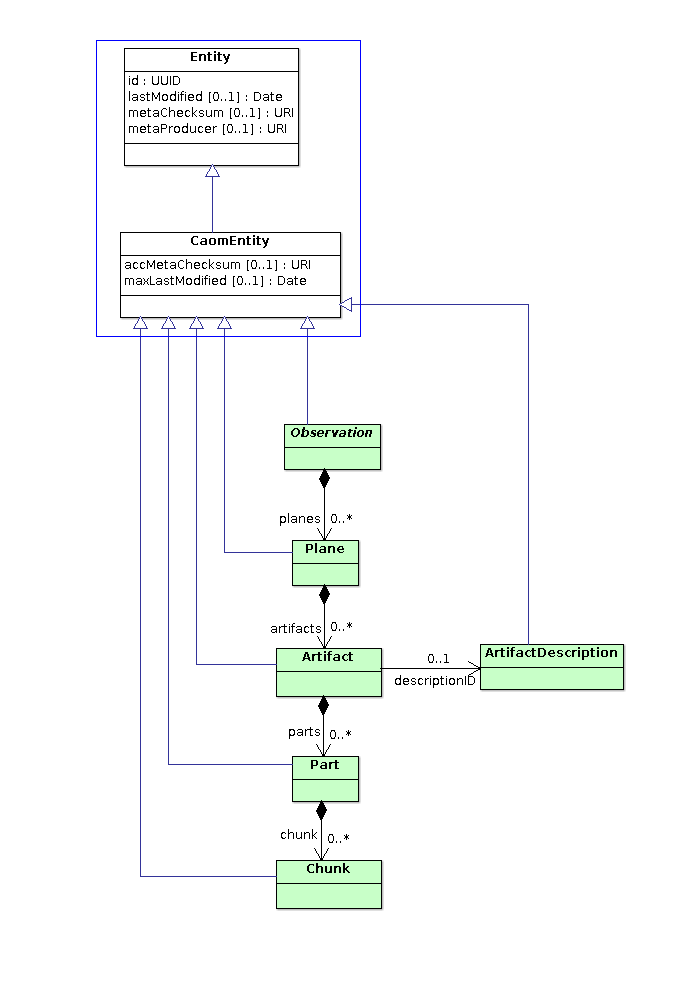 Entity
id : UUID
lastModified [0..1] : Date
metaChecksum [0..1] : URI
metaProducer [0..1] : URI
CaomEntity
accMetaChecksum [0..1] : URI
maxLastModified [0..1] : Date
Observation
planes 0..*
Plane
artifacts 0..*
Artifact
0..1
descriptionID
ArtifactDescription
parts 0..*
Part
chunk 0..*
Chunk